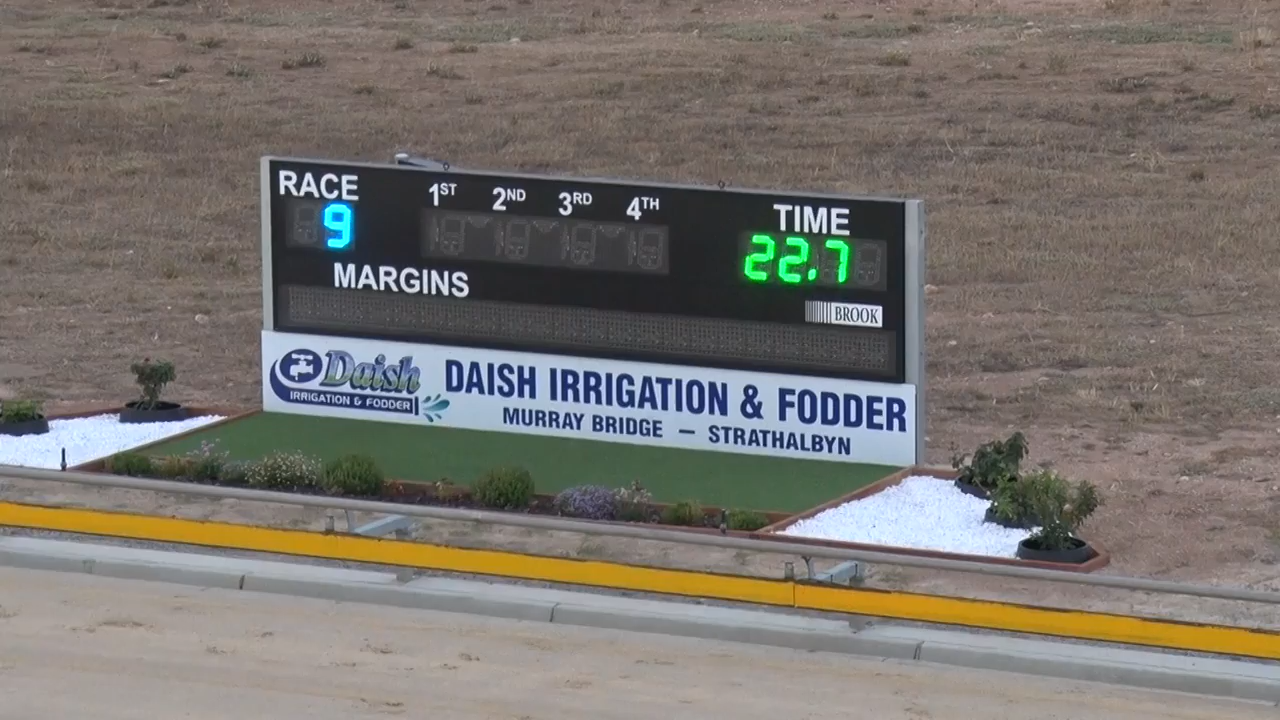 RACE 1ST 2ND 3RD 4TH TIME
9 22.7
MARGINS
BROOK
Daish
IRRIGATION & FODDER
DAISH IRRIGATION & FODDER
MURRAY BRIDGE – STRATHALBYN